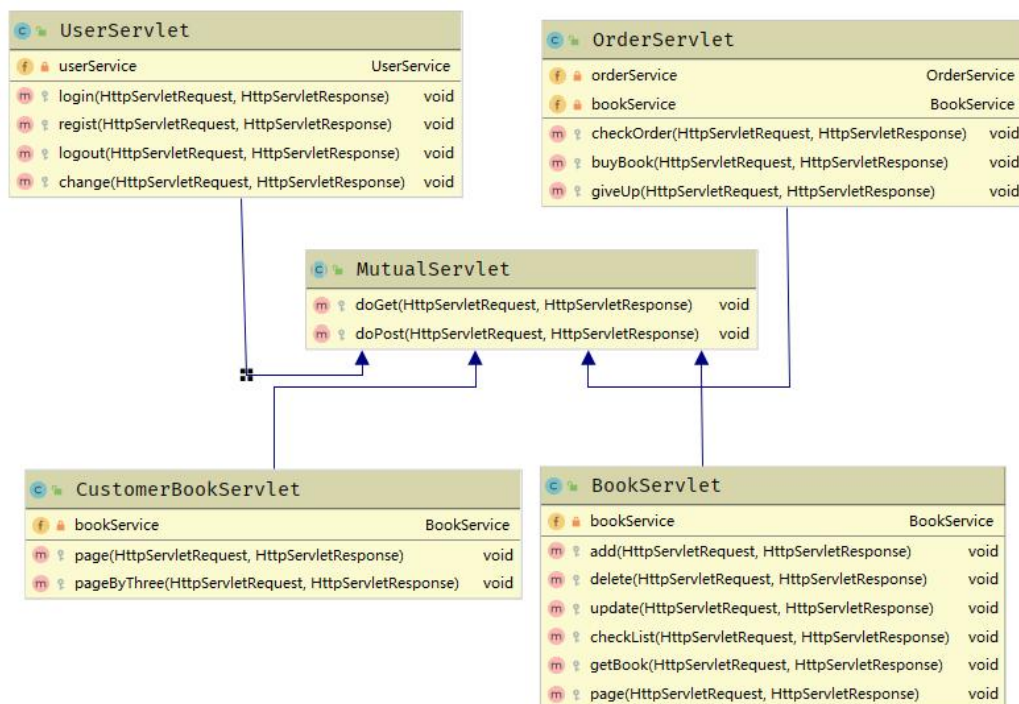 UserServlet
userService UserService
login(HttpServletRequest, HttpServletResponse) void
regist(HttpServletRequest, HttpServletResponse) void
logout(HttpServletRequest, HttpServletResponse) void
change(HttpServletRequest, HttpServletResponse) void
OrderServlet
orderService OrderService
bookService BookService
checkOrder(HttpServletRequest, HttpServletResponse) void
buyBook(HttpServletRequest, HttpServletResponse) void
giveUp(HttpServletRequest, HttpServletResponse) void
MutualServlet
doGet(HttpServletRequest, HttpServletResponse) void
doPost(HttpServletRequest, HttpServletResponse) void
CustomerBookServlet
bookService BookService
page(HttpServletRequest, HttpServletResponse) void
pageByThree(HttpServletRequest, HttpServletResponse) void
BookServlet
bookService BookService
add(HttpServletRequest, HttpServletResponse) void
delete(HttpServletRequest, HttpServletResponse) void
update(HttpServletRequest, HttpServletResponse) void
checkList(HttpServletRequest, HttpServletResponse) void
getBook(HttpServletRequest, HttpServletResponse) void
page(HttpServletRequest, HttpServletResponse) void